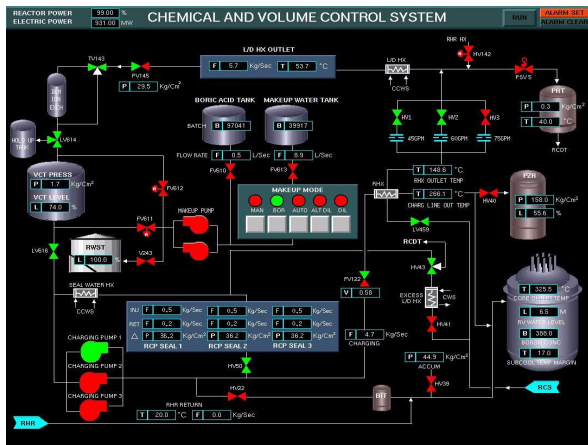 REACTOR POWER 99.00 %
ELECTRIC POWER 931.00 MW
CHEMICAL AND VOLUME CONTROL SYSTEM
RUN
ALARM SET
ALARM CLEAR
L/D HX OUTLET
F 5.7 Kg/Sec T 53.7 °C
TV143
FV145
P 29.5 Kg/Cm²
L/D HX
CCWS
RHR HX
HV142
PSVS
PRT
P 0.3 Kg/Cm²
T 40.0 °C
RCDT
BORIC ACID TANK
MAKEUP WATER TANK
BATCH B 97041
B 39917
FLOW RATE F 0.5 L/Sec
F 8.9 L/Sec
FV610
FV613
HV1
HV2
HV3
45GPM
60GPM
75GPM
HOLD UP
TANK
LV614
VCT PRESS
P 1.7 Kg/Cm²
VCT LEVEL
L 74.0 %
FV612
FV611
MAKEUP PUMP
MAKEUP MODE
MAN BOR AUTO ALT DIL DIL
T 148.6 °C
RHX OUTLET TEMP
T 266.1 °C
CHARG LINE OUT TEMP
RHX
LV459
HV40
PZR
P 158.0 Kg/Cm²
L 55.6 %
RWST
L 100.0 %
V243
LV616
SEAL WATER HX
CCWS
RCDT
HV43
FV122
V 0.58
EXCESS
L/D HX
CWS
HV41
T 325.5 °C
CORE OUTLET TEMP
L 6.5 M
RV WATER LEVEL
B 388.0
BORON CONC
T 17.0 °C
SUBCOOL TEMP MARGIN
INJ F 0.5 Kg/Sec F 0.5 Kg/Sec F 0.5 Kg/Sec
RET F 0.2 Kg/Sec F 0.2 Kg/Sec F 0.2 Kg/Sec
△ P 36.2 Kg/Cm² P 36.2 Kg/Cm² P 36.2 Kg/Cm²
RCP SEAL 1 RCP SEAL 2 RCP SEAL 3
F 4.7 Kg/Sec
CHARGING
HV50
CHARGING PUMP 1
CHARGING PUMP 2
CHARGING PUMP 3
P 44.9 Kg/Cm²
ACCUM
HV39
HV22
BIT
RCS
RHR
RHR RETURN
T 20.0 °C F 0.0 Kg/Sec